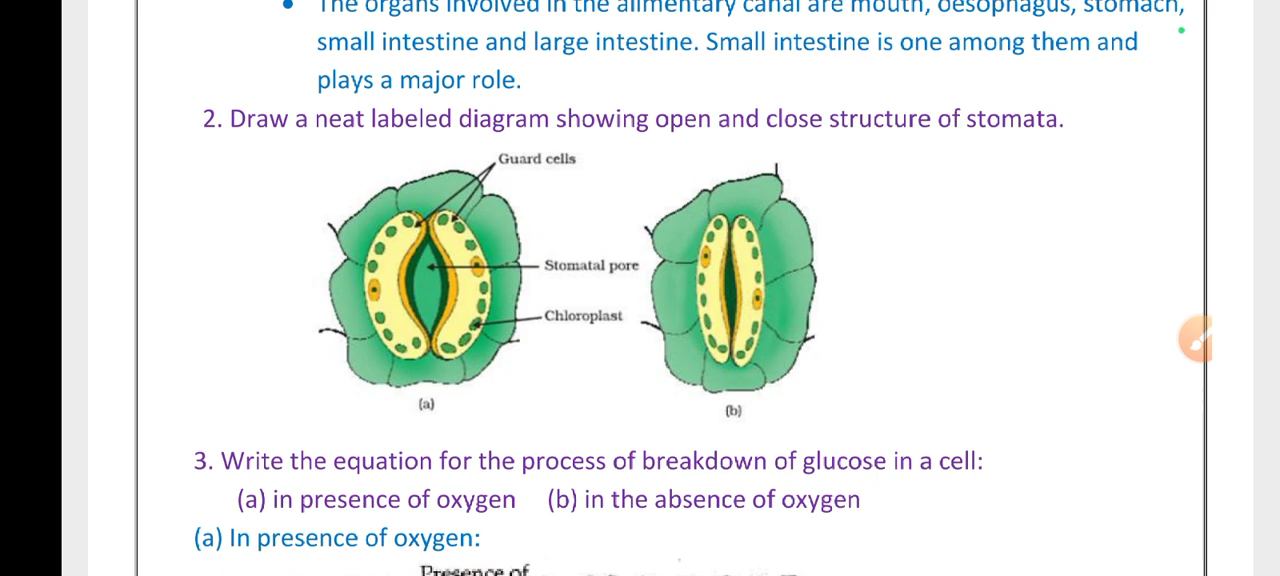 • The organs involved in the alimentary canal are mouth, oesophagus, stomach,
small intestine and large intestine. Small intestine is one among them and
plays a major role.
2. Draw a neat labeled diagram showing open and close structure of stomata.
Guard cells
Stomatal pore
Chloroplast
(a)
(b)
3. Write the equation for the process of breakdown of glucose in a cell:
(a) in presence of oxygen (b) in the absence of oxygen
(a) In presence of oxygen:
Presence of